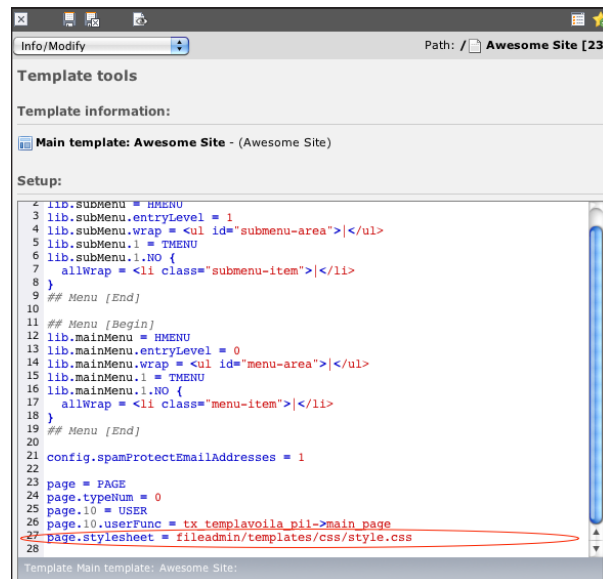 Info/Modify Path: / Awesome Site [23
Template tools
Template information:
Main template: Awesome Site - (Awesome Site)
Setup:
2 lib.subMenu = HMENU
3 lib.subMenu.entryLevel = 1
4 lib.subMenu.wrap = <ul id="submenu-area">|</ul>
5 lib.subMenu.1 = TMENU
6 lib.subMenu.1.NO {
7 allWrap = <li class="submenu-item">|</li>
8 }
9 ## Menu [End]
10
11 ## Menu [Begin]
12 lib.mainMenu = HMENU
13 lib.mainMenu.entryLevel = 0
14 lib.mainMenu.wrap = <ul id="menu-area">|</ul>
15 lib.mainMenu.1 = TMENU
16 lib.mainMenu.1.NO {
17 allWrap = <li class="menu-item">|</li>
18 }
19 ## Menu [End]
20
21 config.spamProtectEmailAddresses = 1
22
23 page = PAGE
24 page.typeNum = 0
25 page.10 = USER
26 page.10.userFunc = tx_templavoila_pi1->main_page
27 page.stylesheet = fileadmin/templates/css/style.css
28
Template Main template: Awesome Site: